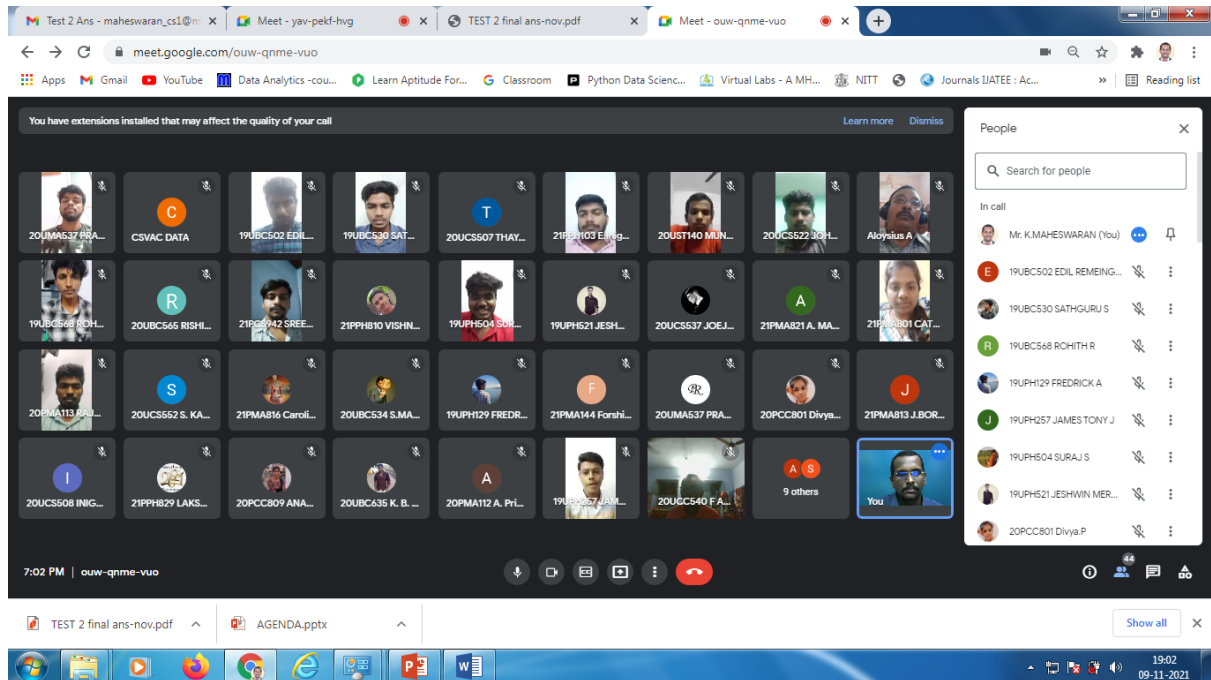 Test 2 Ans - maheswaran_cs1@m
Meet - yav-pekf-hvg
TEST 2 final ans-nov.pdf
Meet - ouw-qnme-vuo
meet.google.com/ouw-qnme-vuo
Apps Gmail YouTube Data Analytics -cou... Learn Aptitude For... Classroom Python Data Scienc... Virtual Labs - A MH... NITT Journals IJATEE : Ac... » Reading list
You have extensions installed that may affect the quality of your call Learn more Dismiss
20UMA537 PRA...
C
CSVAC DATA
19UBC502 EDIL...
19UBC530 SAT...
T
20UCS507 THAY...
20UST140 MUN...
20UCS522 JOH...
Aloysius A
19UBC568 ROH...
R
20UBC565 RISHI...
21PCS942 SREE...
21PPH810 VISHN...
19UPH504 SUR...
19UPH521 JESH...
20UCS537 JOEJ...
A
21PMA821 A. MA...
21PMA801 CAT...
20PMA113 RAJ...
S
20UCS552 S. KA...
21PMA816 Caroli...
20UBC534 S.MA...
19UPH129 FREDR...
F
21PMA144 Forshi...
20UMA537 PRA...
20PCC801 Divya...
J
21PMA813 J.BOR...
I
20UCS508 INIG...
21PPH829 LAKS...
20PCC809 ANA...
20UBC635 K. B. ...
A
20PMA112 A. Pri...
19UPH257 JAM...
20UCC540 F A...
A S
9 others
You
People
Search for people
In call
Mr. K.MAHESWARAN (You)
E 19UBC502 EDIL REMEING...
19UBC530 SATHGURU S
R 19UBC568 ROHITH R
19UPH129 FREDRICK A
J 19UPH257 JAMES TONY J
19UPH504 SURAJ S
19UPH521 JESHWIN MER...
20PCC801 Divya.P
7:02 PM | ouw-qnme-vuo
44
TEST 2 final ans-nov.pdf
AGENDA.pptx
Show all
19:02
09-11-2021